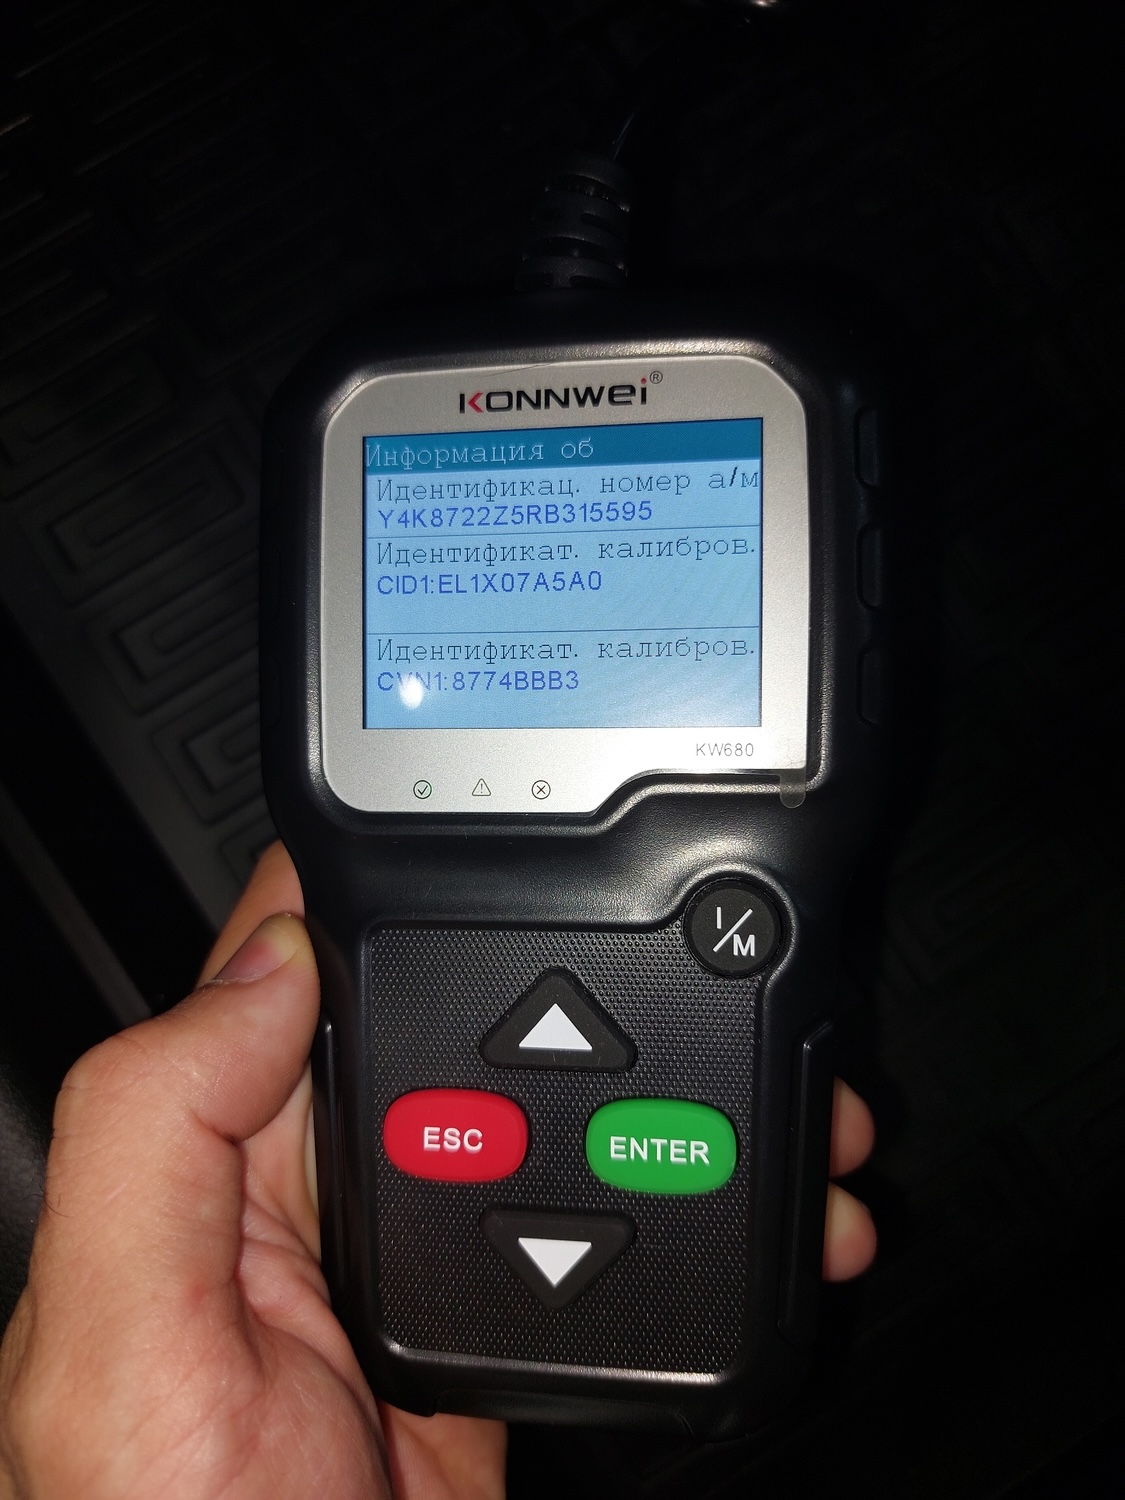 KONNWEI®
Информация об
Идентификац. номер а/м
Y4K8722Z5RB315595
Идентификат. калибров.
CID1:EL1X07A5A0
Идентификат. калибров.
CVN1:8774BBB3
KW680
I/M
ESC
ENTER